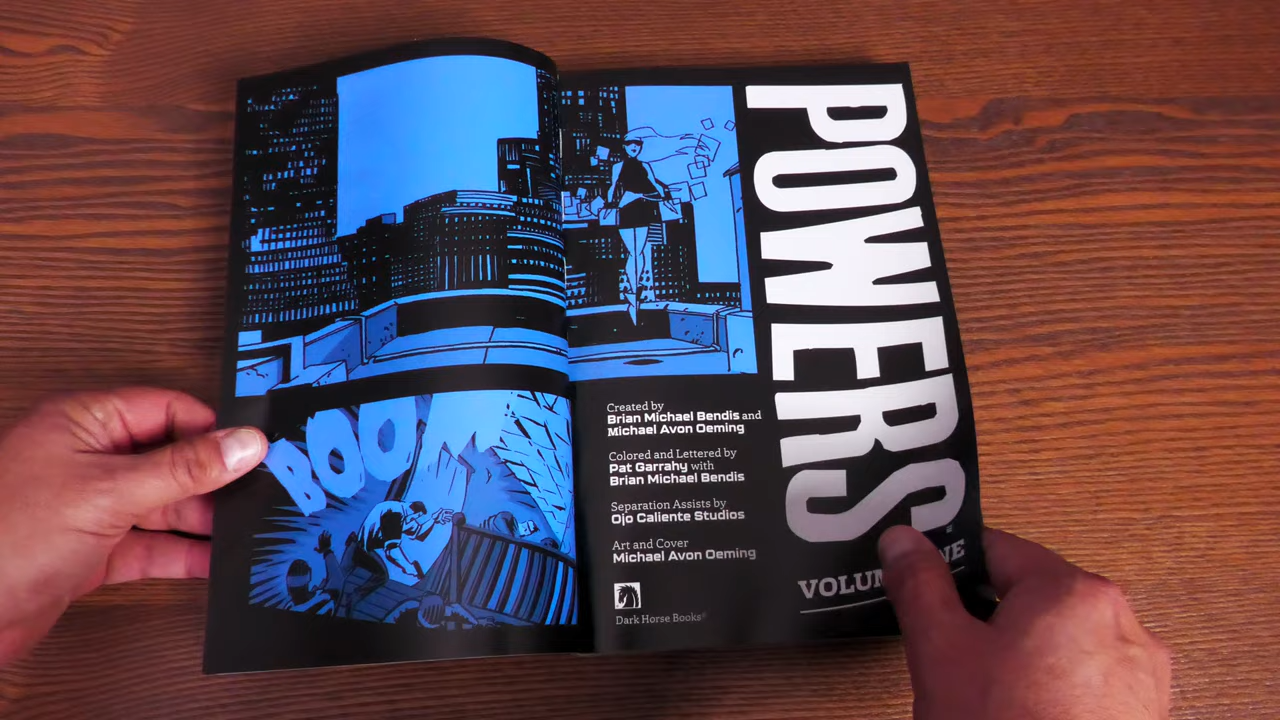 BOOM
POWERS
Created by
Brian Michael Bendis and
Michael Avon Oeming
Colored and Lettered by
Pat Garrahy with
Brian Michael Bendis
Separation Assists by
Ojo Caliente Studios
Art and Cover
Michael Avon Oeming
Dark Horse Books®